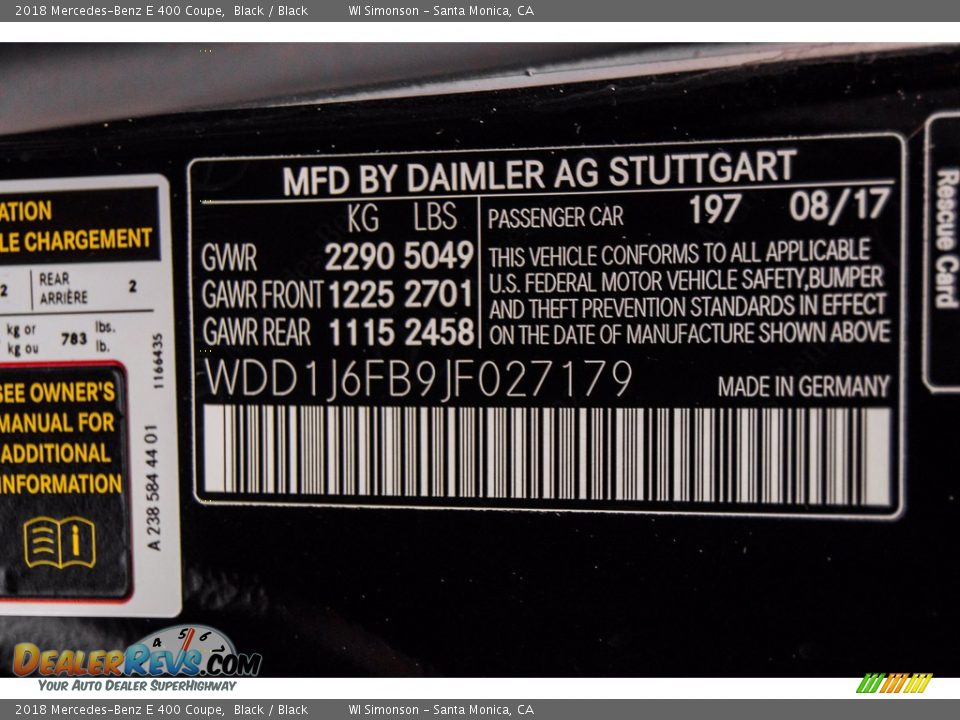 2018 Mercedes-Benz E 400 Coupe, Black / Black WI Simonson - Santa Monica, CA
MFD BY DAIMLER AG STUTTGART
KG LBS
GVWR 2290 5049
GAWR FRONT 1225 2701
GAWR REAR 1115 2458
PASSENGER CAR 197 08/17
THIS VEHICLE CONFORMS TO ALL APPLICABLE
U.S. FEDERAL MOTOR VEHICLE SAFETY,BUMPER
AND THEFT PREVENTION STANDARDS IN EFFECT
ON THE DATE OF MANUFACTURE SHOWN ABOVE
WDD1J6FB9JF027179 MADE IN GERMANY
ATION
LE CHARGEMENT
2 REAR 2
ARRIÈRE
kg or 783 lbs.
kg ou lb.
1166435
SEE OWNER'S
MANUAL FOR
ADDITIONAL
INFORMATION
i
A 238 584 44 01
Rescue Card
4 5 6
DEALERREVS.COM
YOUR AUTO DEALER SUPERHIGHWAY
2018 Mercedes-Benz E 400 Coupe, Black / Black WI Simonson - Santa Monica, CA